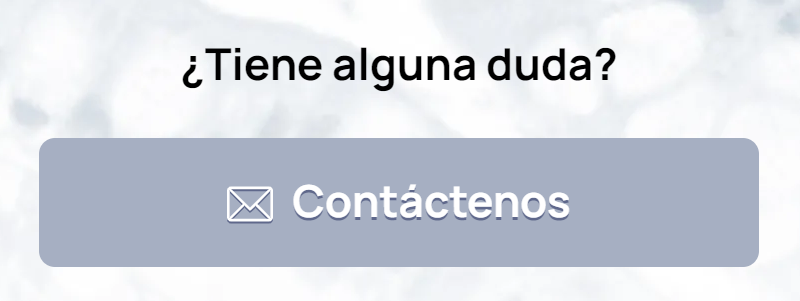 ¿Tiene alguna duda?
Contáctenos